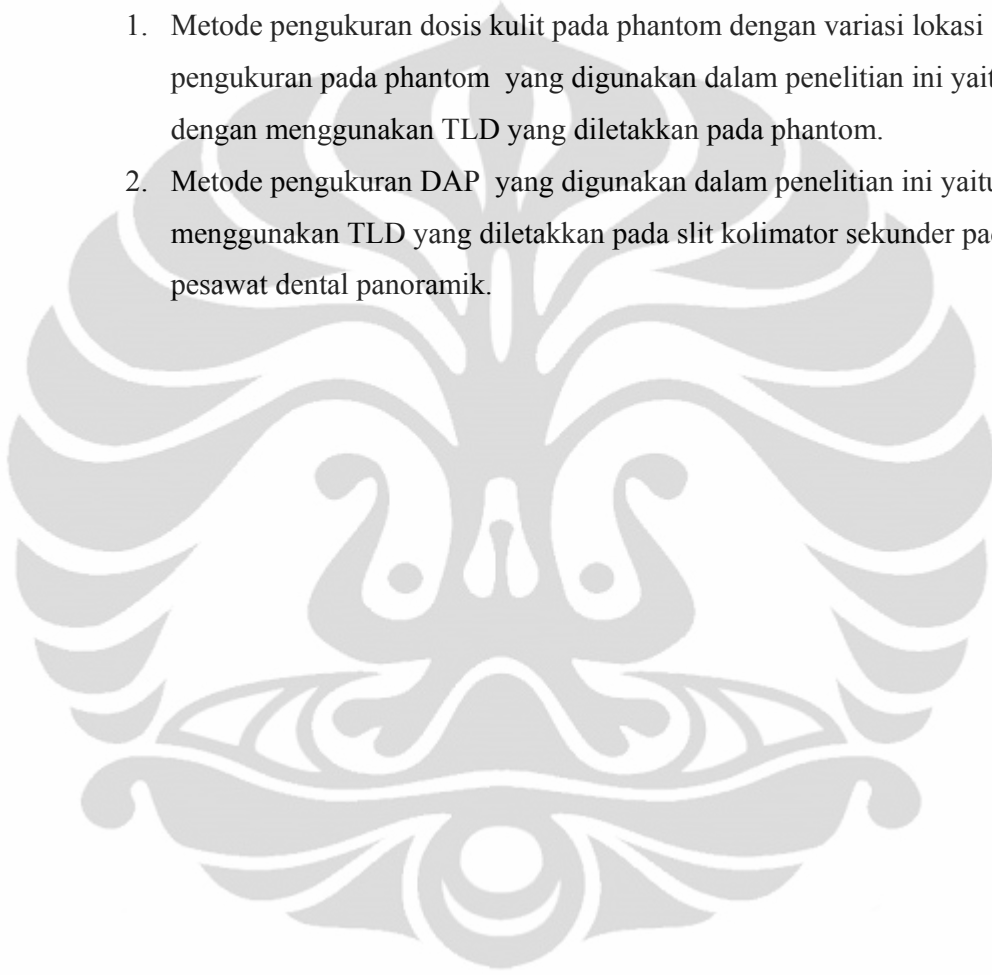 1. Metode pengukuran dosis kulit pada phantom dengan variasi lokasi
pengukuran pada phantom yang digunakan dalam penelitian ini yait
dengan menggunakan TLD yang diletakkan pada phantom.
2. Metode pengukuran DAP yang digunakan dalam penelitian ini yaitu
menggunakan TLD yang diletakkan pada slit kolimator sekunder pa
pesawat dental panoramik.